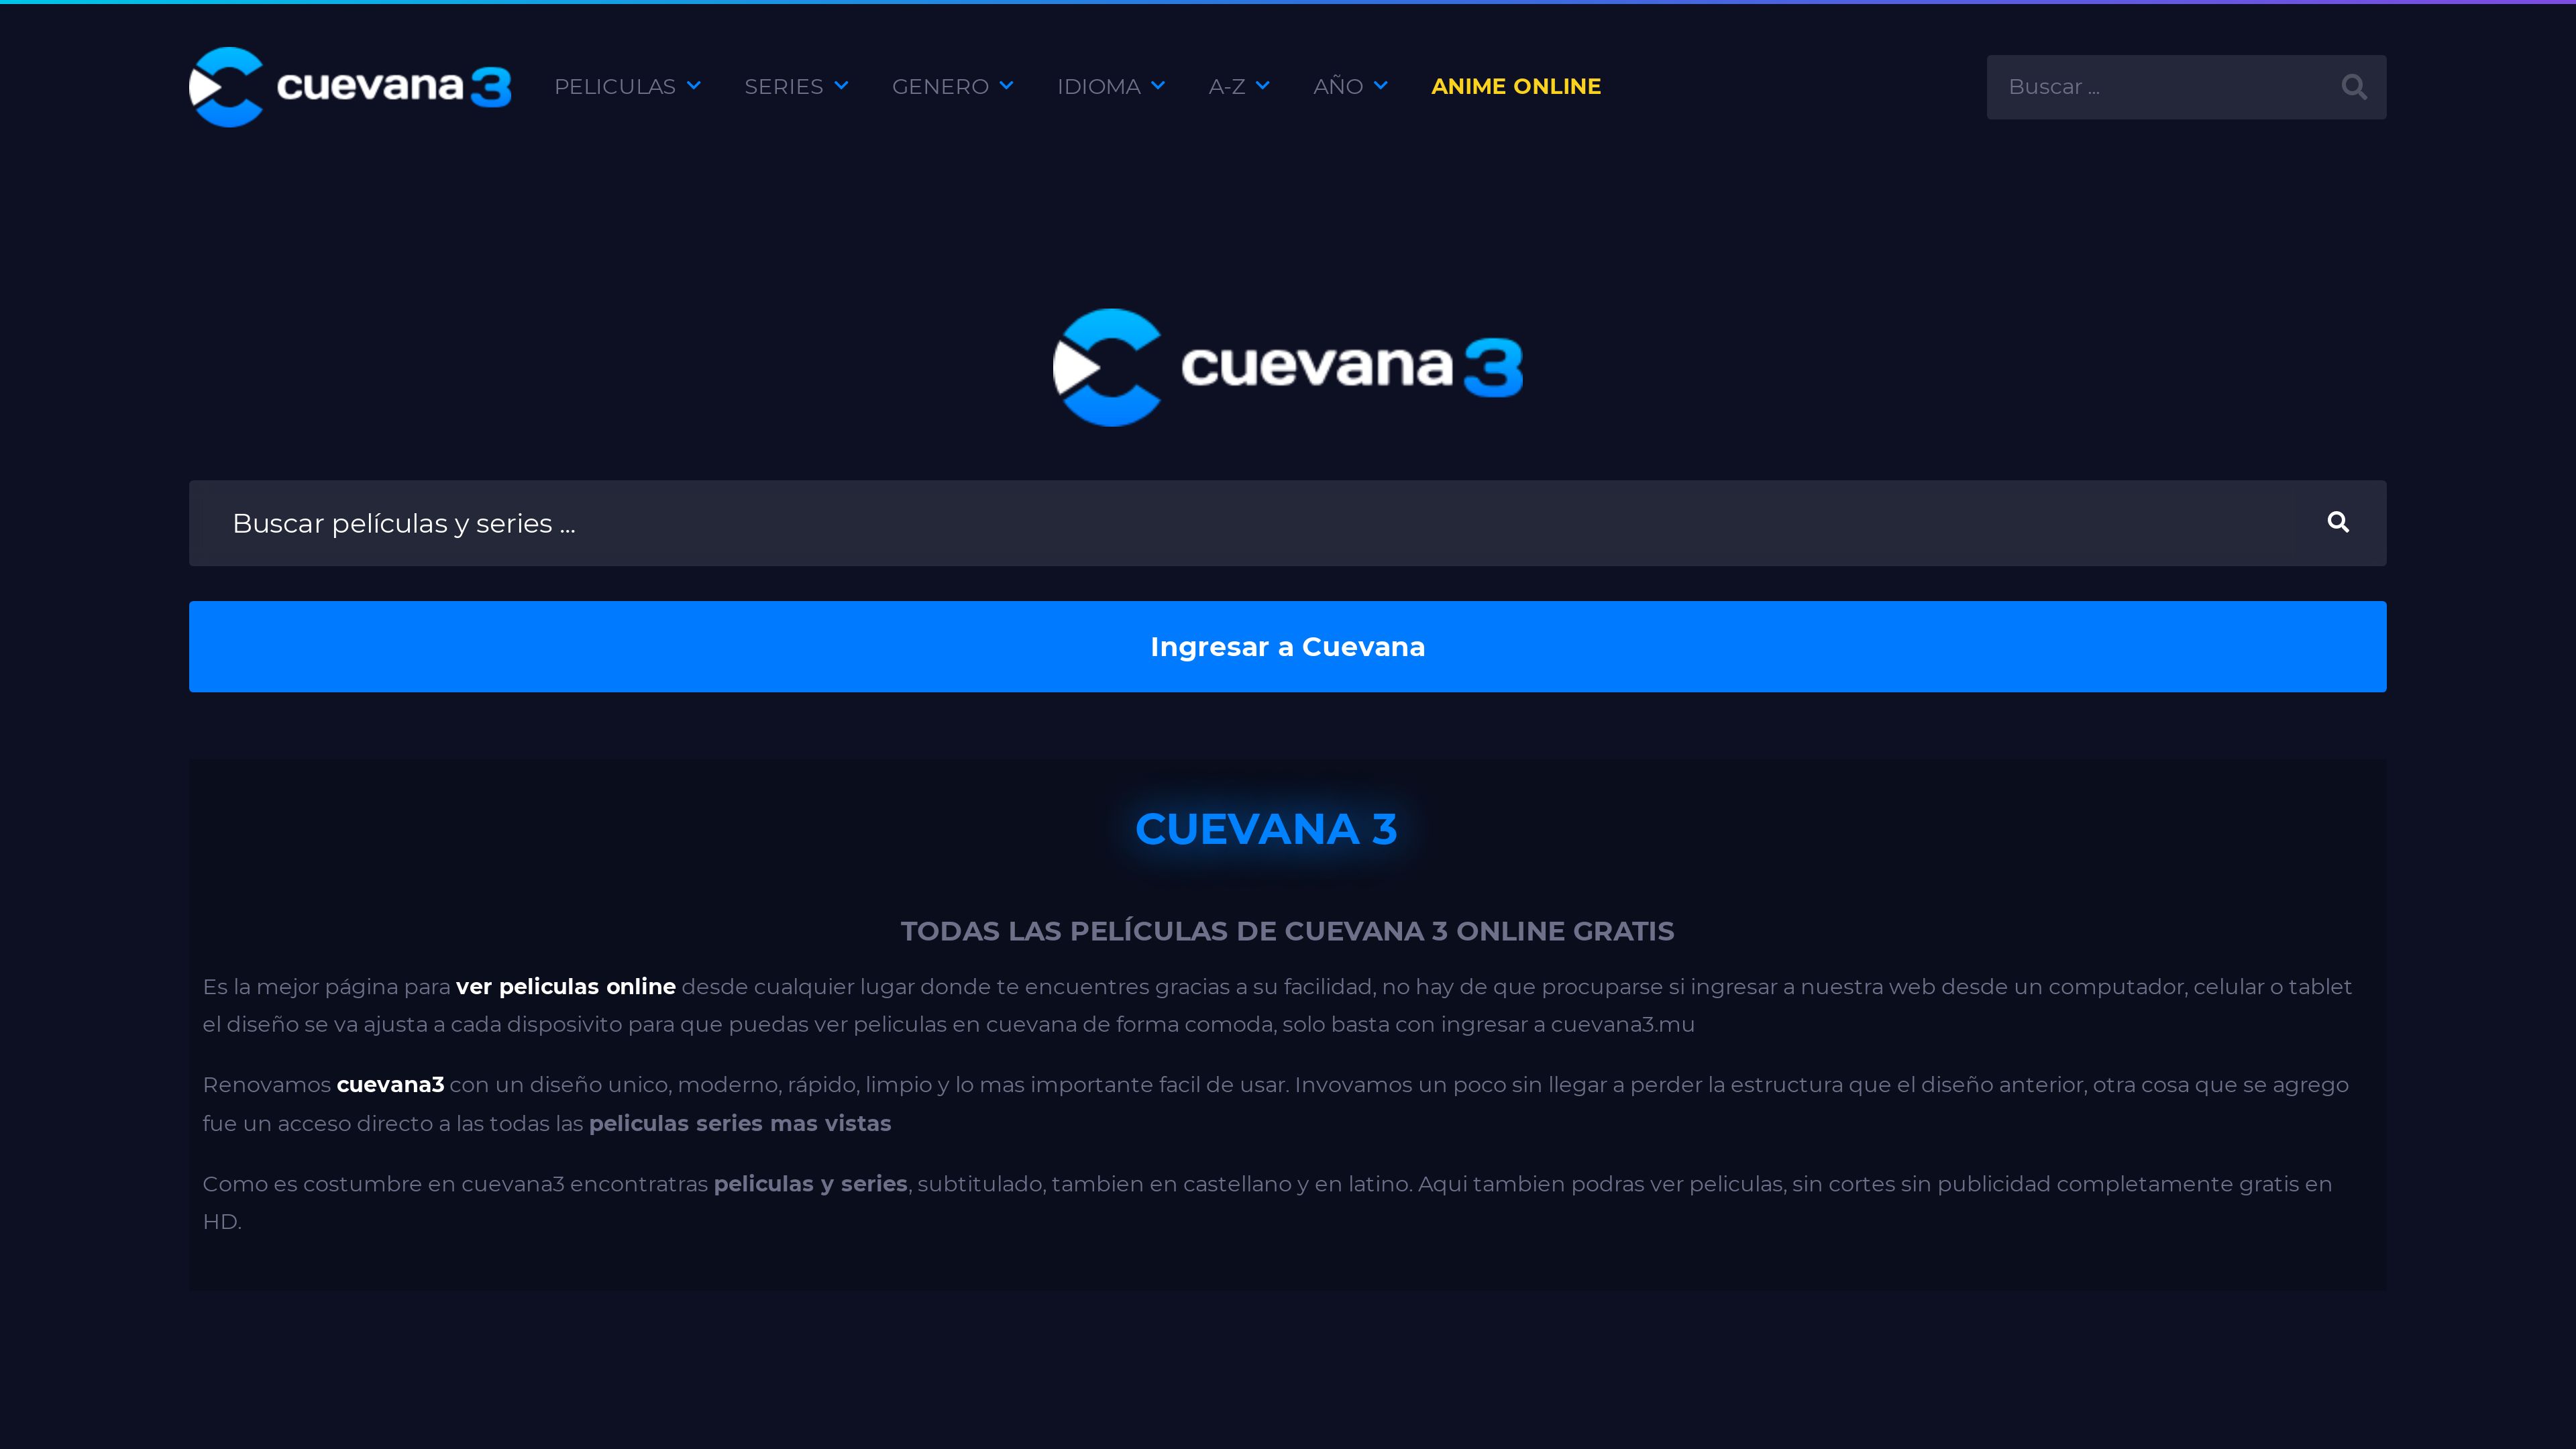 cuevana 3
PELICULAS
SERIES
GENERO
IDIOMA
A-Z
AÑO
ANIME ONLINE
Buscar ...
cuevana 3
Buscar películas y series ...
Ingresar a Cuevana
CUEVANA 3
TODAS LAS PELÍCULAS DE CUEVANA 3 ONLINE GRATIS
Es la mejor página para ver peliculas online desde cualquier lugar donde te encuentres gracias a su facilidad, no hay de que procuparse si ingresar a nuestra web desde un computador, celular o tablet
el diseño se va ajusta a cada disposivito para que puedas ver peliculas en cuevana de forma comoda, solo basta con ingresar a cuevana3.mu
Renovamos cuevana3 con un diseño unico, moderno, rápido, limpio y lo mas importante facil de usar. Invovamos un poco sin llegar a perder la estructura que el diseño anterior, otra cosa que se agrego
fue un acceso directo a las todas las peliculas series mas vistas
Como es costumbre en cuevana3 encontratras peliculas y series, subtitulado, tambien en castellano y en latino. Aqui tambien podras ver peliculas, sin cortes sin publicidad completamente gratis en
HD.